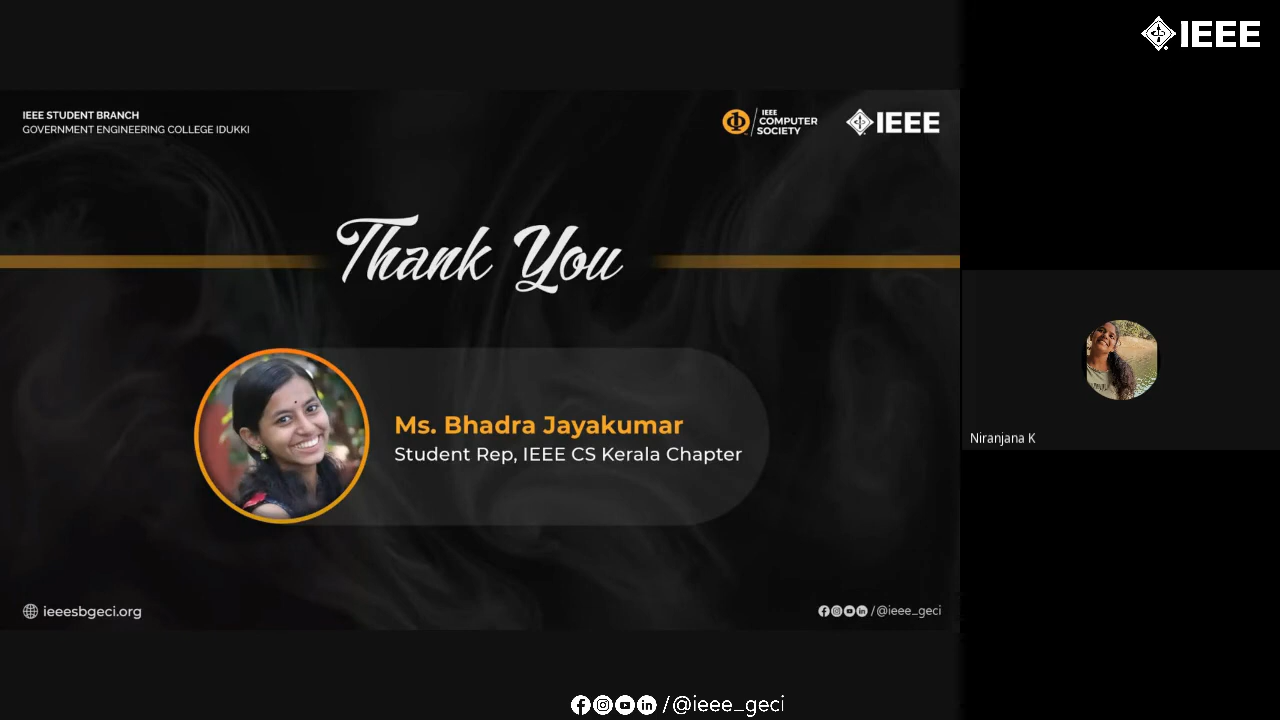 IEEE
IEEE STUDENT BRANCH
GOVERNMENT ENGINEERING COLLEGE IDUKKI
IEEE
COMPUTER
SOCIETY
IEEE
Thank You
Ms. Bhadra Jayakumar
Student Rep, IEEE CS Kerala Chapter
Niranjana K
ieeesbgeci.org
/@ieee_geci
/@ieee_geci